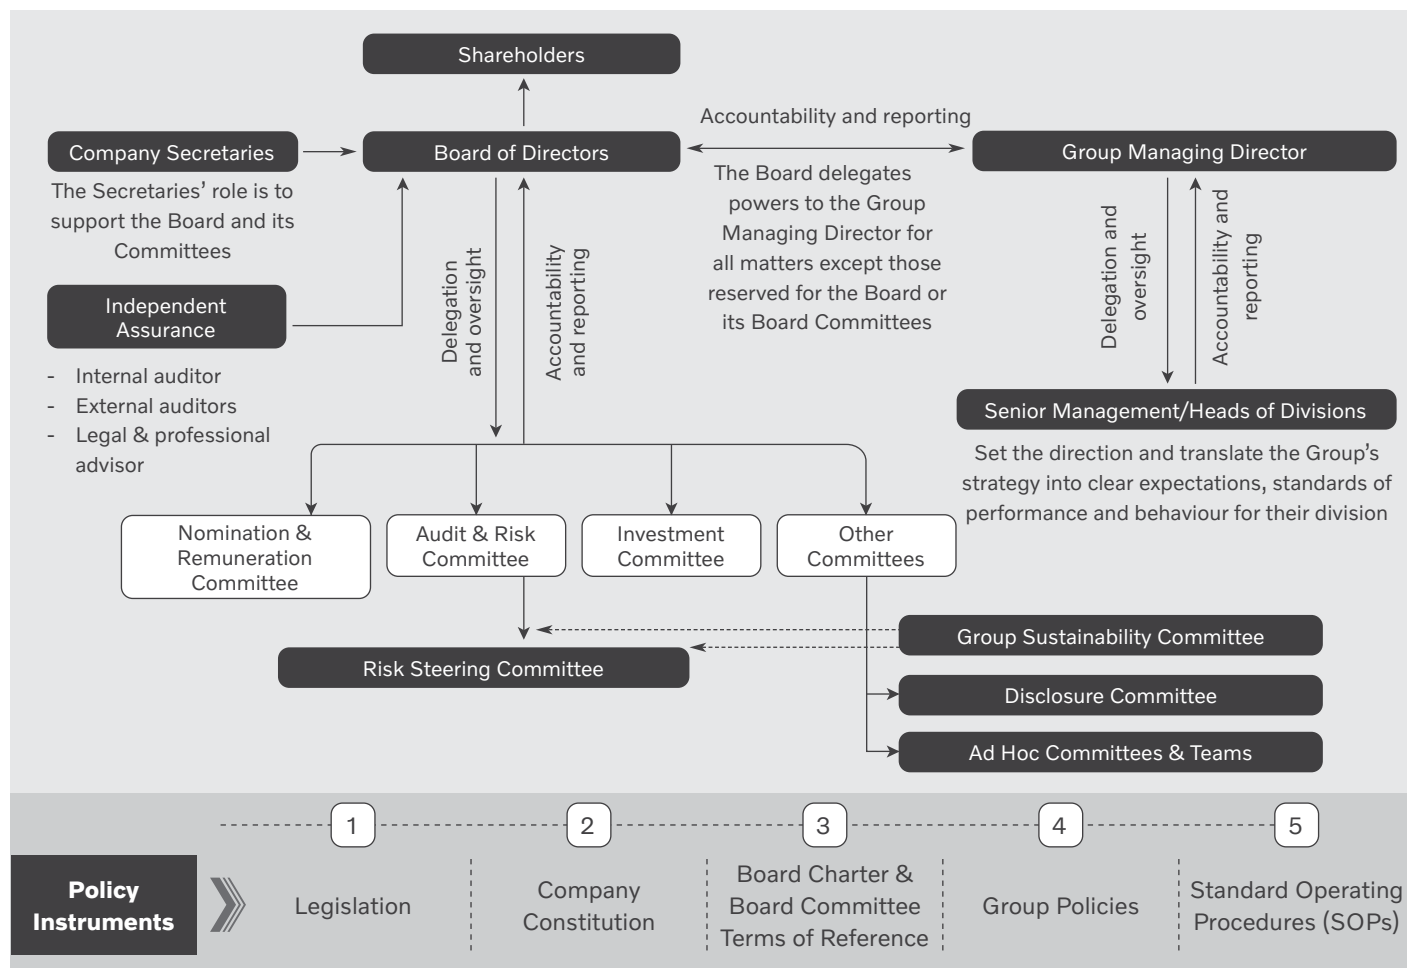 Shareholders
Accountability and reporting
Company Secretaries
Board of Directors
Group Managing Director
The Secretaries' role is to
support the Board and its
Committees
The Board delegates
powers to the Group
Managing Director for
all matters except those
reserved for the Board or
its Board Committees
Delegation and
oversight
Accountability and
reporting
Independent
Assurance
- Internal auditor
- External auditors
- Legal & professional
advisor
Delegation
and oversight
Accountability
and reporting
Senior Management/Heads of Divisions
Set the direction and translate the Group's
strategy into clear expectations, standards of
performance and behaviour for their division
Nomination &
Remuneration
Committee
Audit & Risk
Committee
Investment
Committee
Other
Committees
Group Sustainability Committee
Risk Steering Committee
Disclosure Committee
Ad Hoc Committees & Teams
Policy
Instruments
1
Legislation
2
Company
Constitution
3
Board Charter &
Board Committee
Terms of Reference
4
Group Policies
5
Standard Operating
Procedures (SOPs)